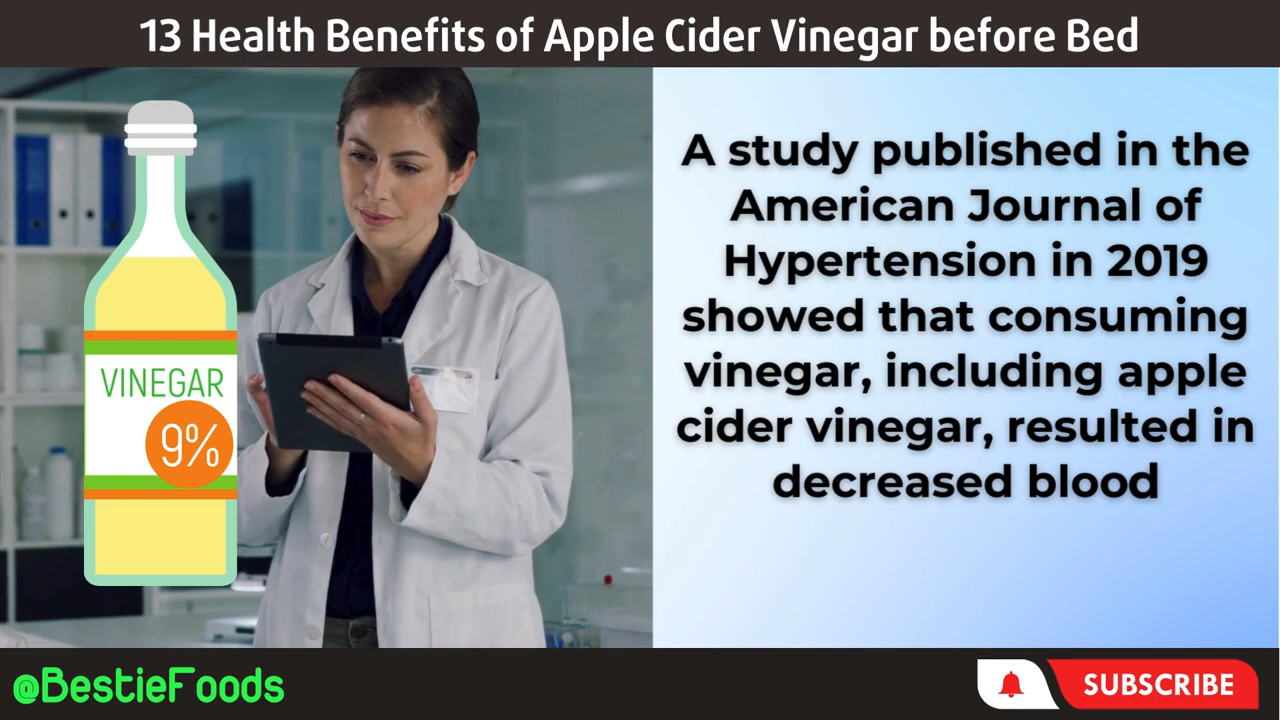 13 Health Benefits of Apple Cider Vinegar before Bed
VINEGAR
9%
A study published in the
American Journal of
Hypertension in 2019
showed that consuming
vinegar, including apple
cider vinegar, resulted in
decreased blood
@BestieFoods
SUBSCRIBE